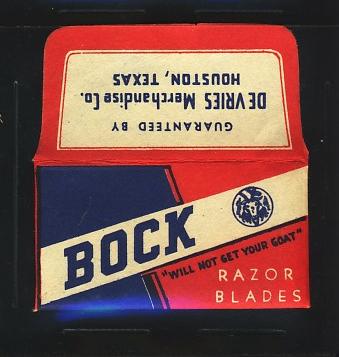 GUARANTEED BY
DE VRIES Merchandise Co.
HOUSTON, TEXAS
BOCK
"WILL NOT GET YOUR GOAT"
RAZOR
BLADES